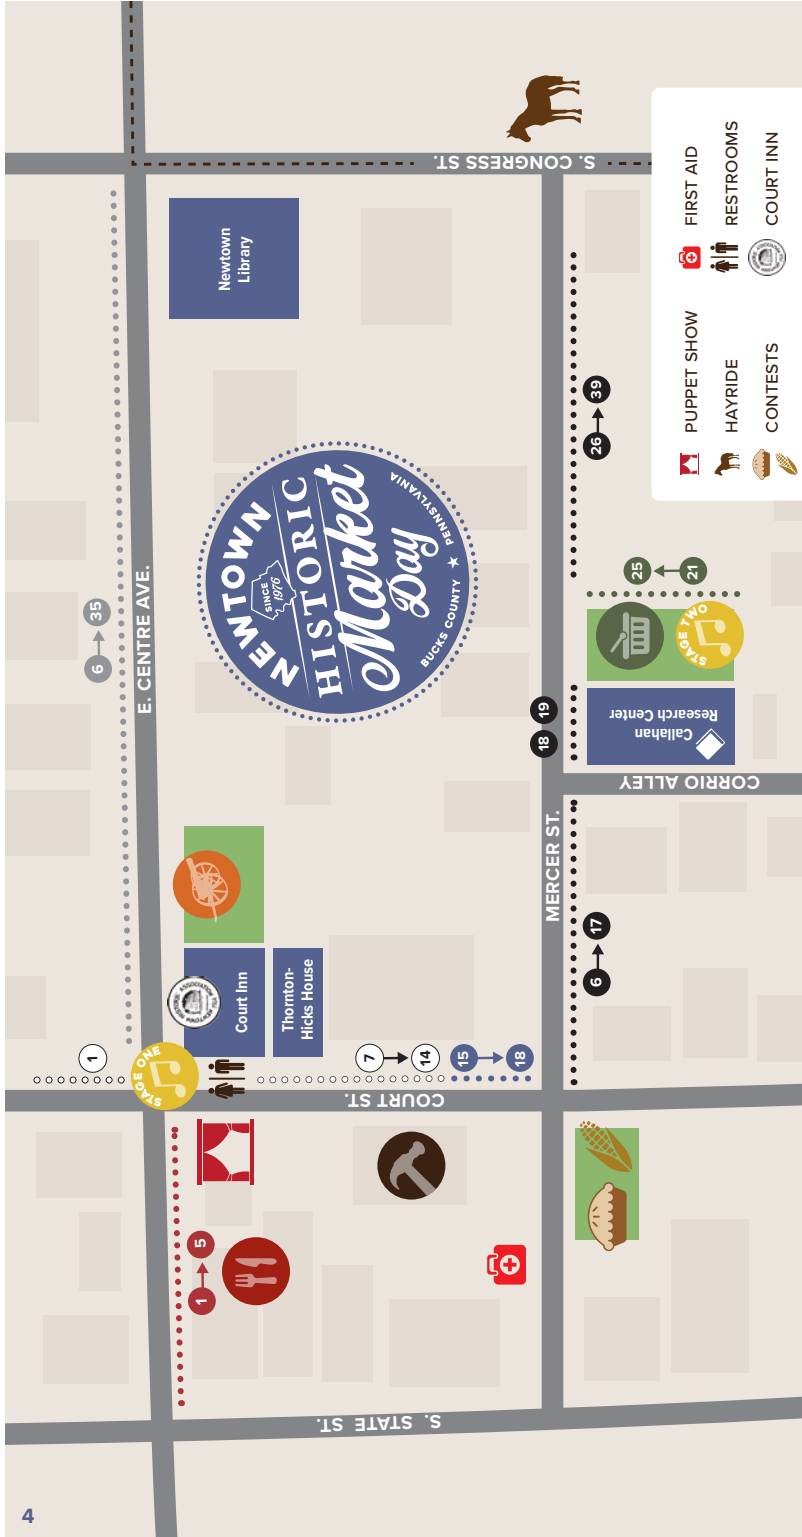 S. CONGRESS ST.
Newtown
Library
FIRST AID
RESTROOMS
COURT INN
PUPPET SHOW
HAYRIDE
CONTESTS
E. CENTRE AVE.
6
35
NEWTOWN
SINCE
1976
HISTORIC
Market
Day
BUCKS COUNTY ★ PENNSYLVANIA
26
39
21
25
STAGE TWO
Callahan
Research Center
18
19
CORRIO ALLEY
MERCER ST.
6
17
Court Inn
Thornton-
Hicks House
1
STAGE ONE
7
14
15
18
COURT ST.
1
5
S. STATE ST.
4